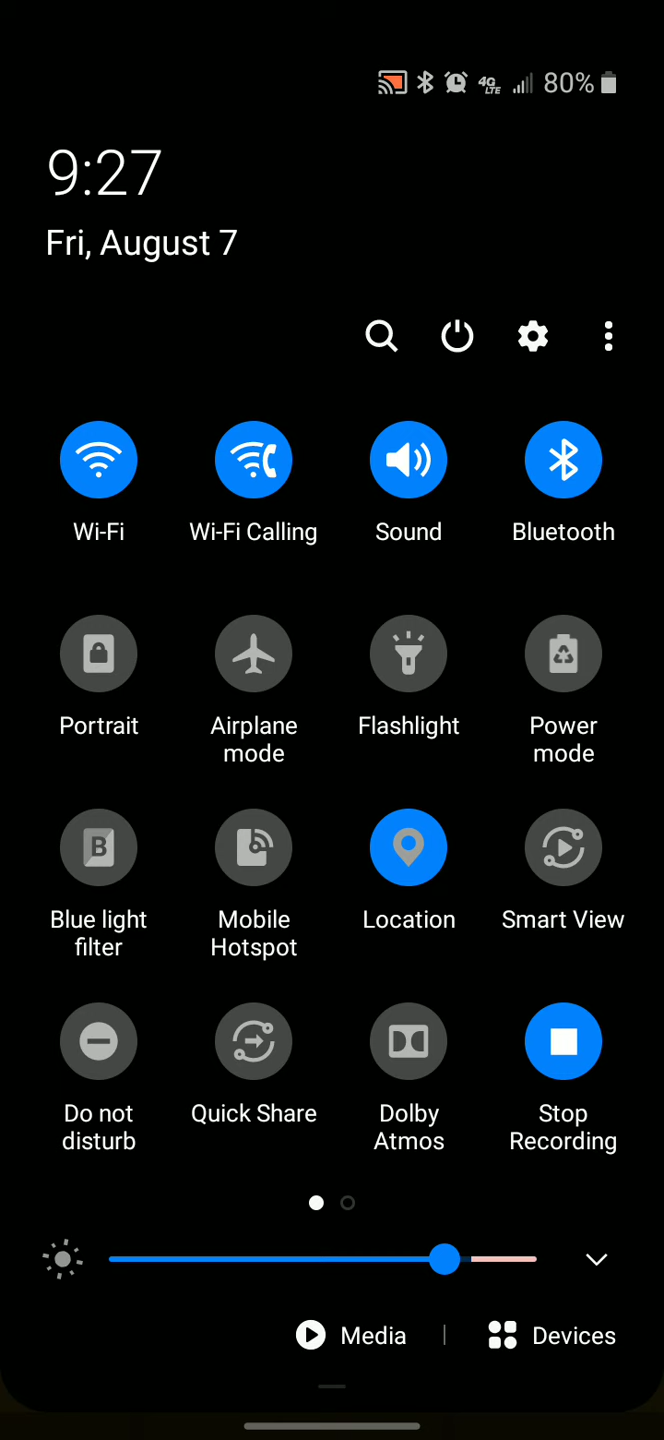 4G LTE 80%
9:27
Fri, August 7
Wi-Fi
Wi-Fi Calling
Sound
Bluetooth
Portrait
Airplane
mode
Flashlight
Power
mode
B
Blue light
filter
Mobile
Hotspot
Location
Smart View
Do not
disturb
Quick Share
Dolby
Atmos
Stop
Recording
Media
Devices